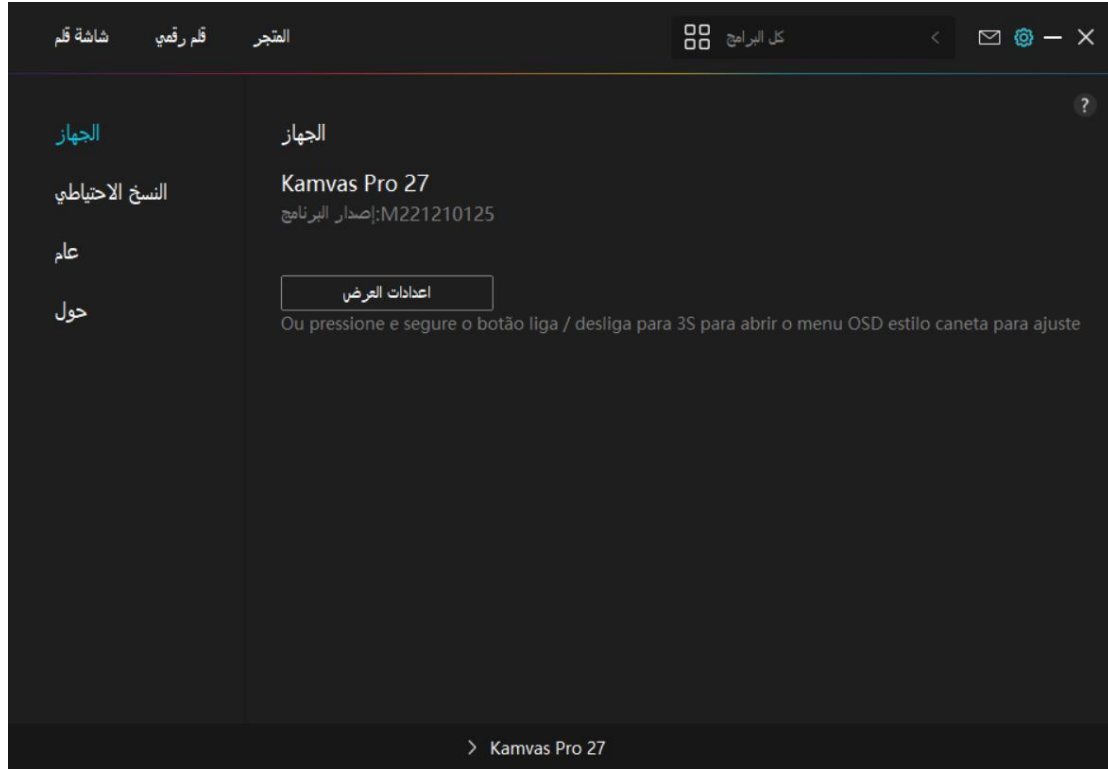 شاشة قلم
قلم رقمي
المتجر
كل البرامج
?
الجهاز
النسخ الاحتياطي
عام
حول
الجهاز
Kamvas Pro 27
إصدار البرنامج:M221210125
اعدادات العرض
Ou pressione e segure o botão liga / desliga para 3S para abrir o menu OSD estilo caneta para ajuste
Kamvas Pro 27